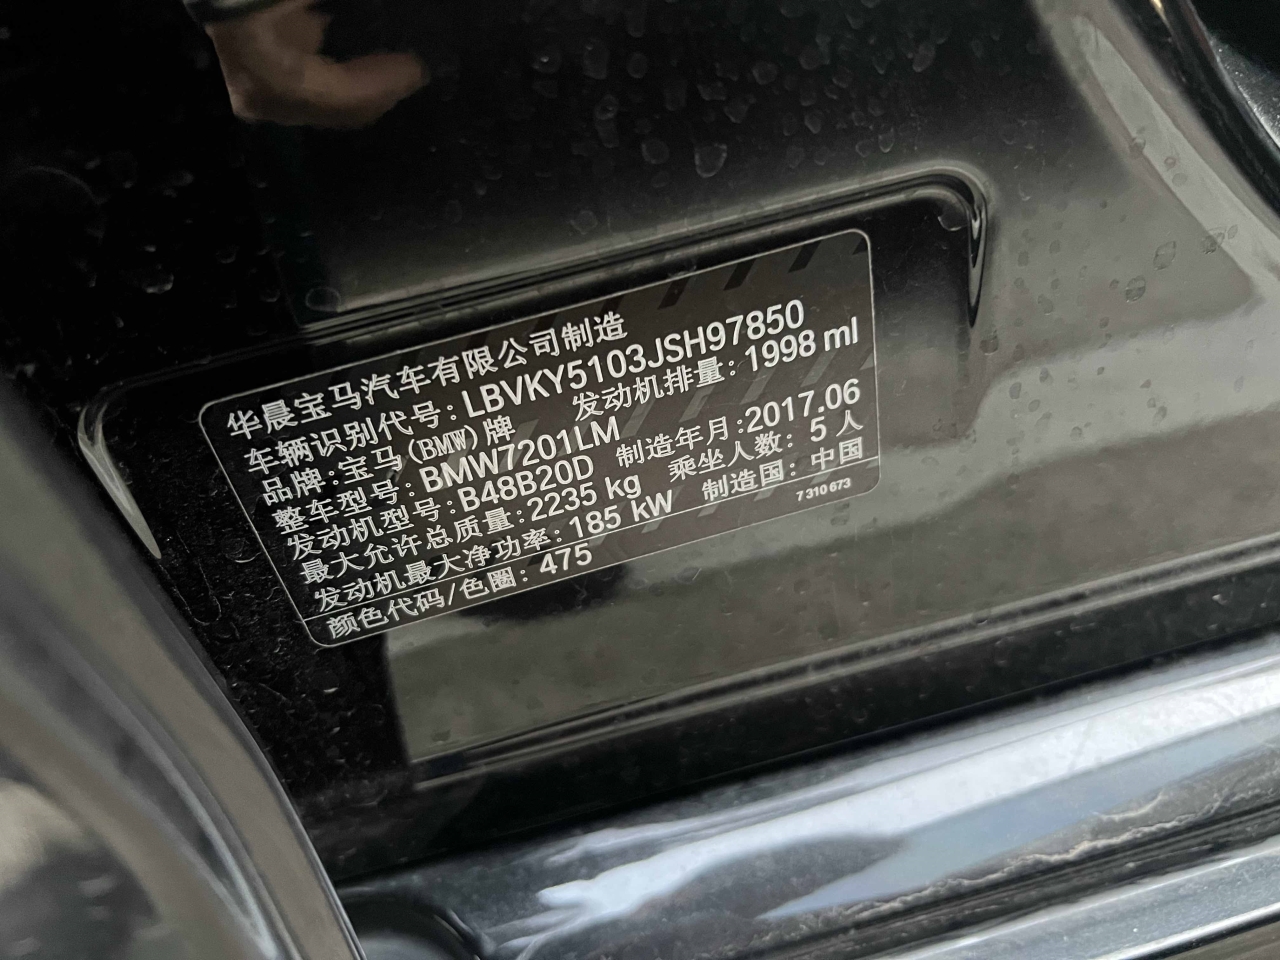 华晨宝马汽车有限公司制造
车辆识别代号: LBVKY5103JSH97850
品牌: 宝马(BMW)牌 发动机排量: 1998 ml
整车型号: BMW7201LM
发动机型号: B48B20D 制造年月: 2017.06
最大允许总质量: 2235 kg 乘坐人数: 5 人
发动机最大净功率: 185 kW 制造国: 中国
颜色代码/色圈: 475 7 310 673